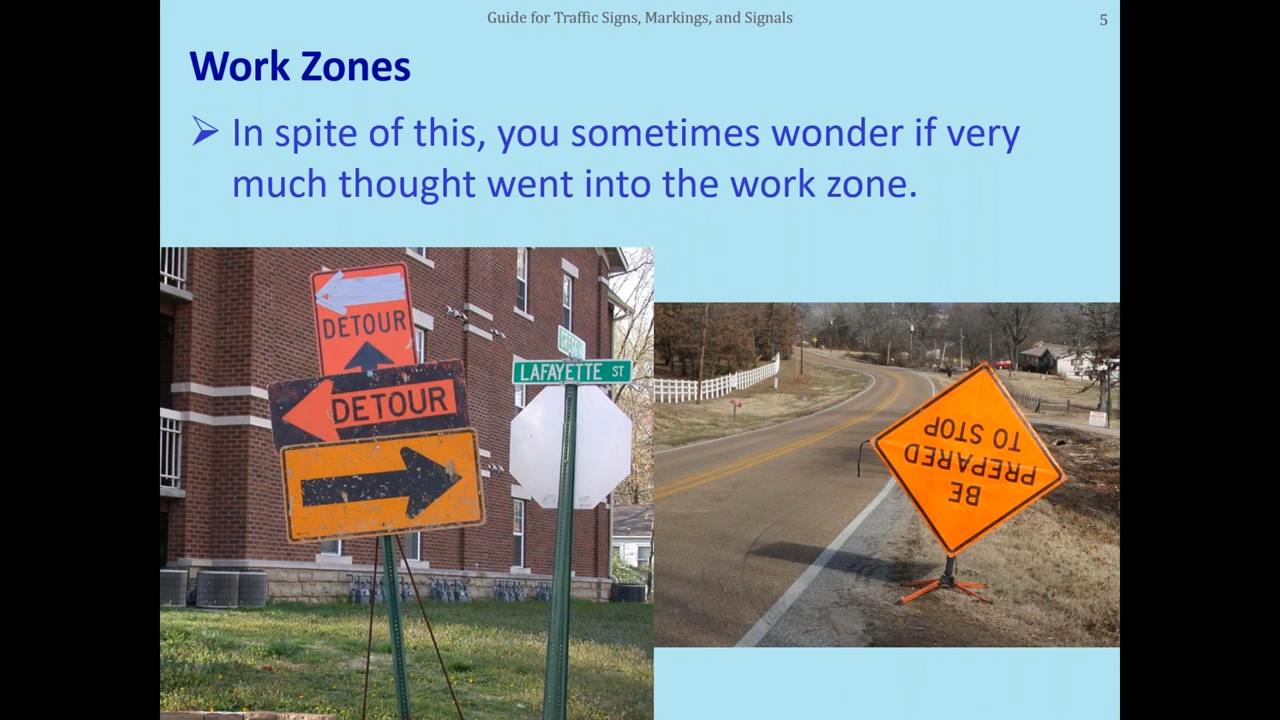 Guide for Traffic Signs, Markings, and Signals
5
Work Zones
In spite of this, you sometimes wonder if very
much thought went into the work zone.
DETOUR
DETOUR
LAFAYETTE ST
BE
PREPARED
TO STOP